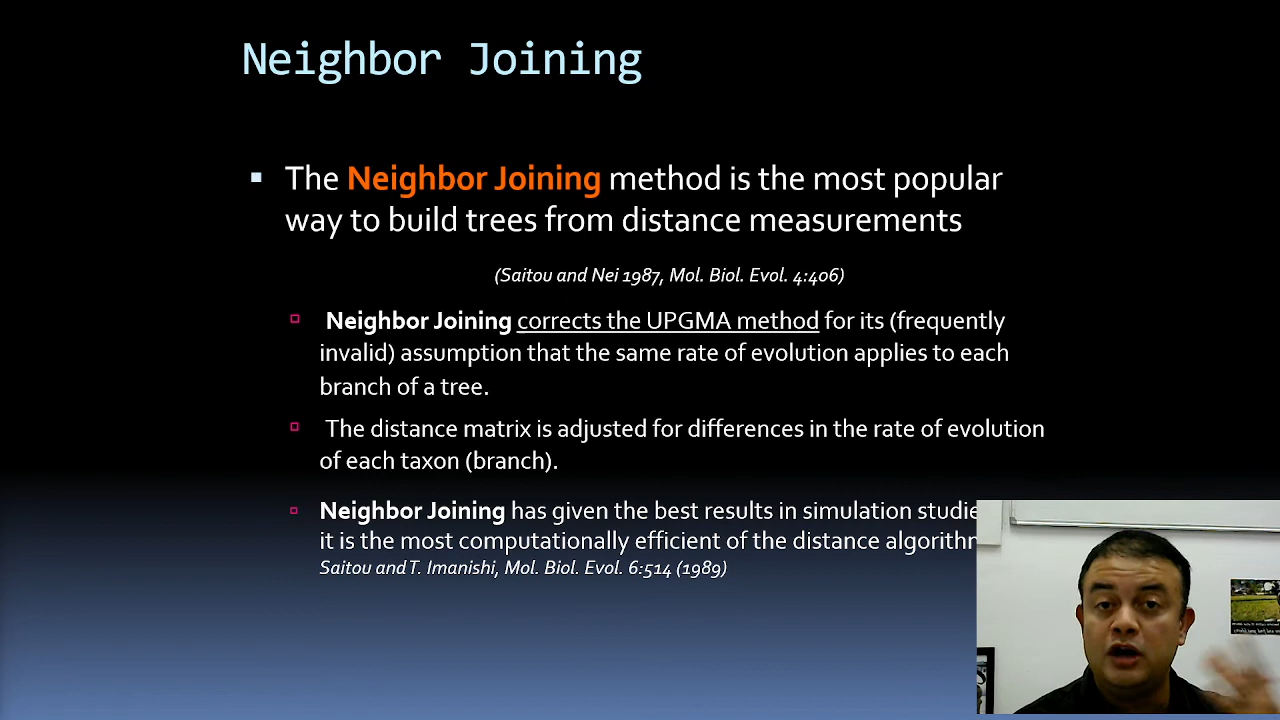 Neighbor Joining
▪ The Neighbor Joining method is the most popular
way to build trees from distance measurements
(Saitou and Nei 1987, Mol. Biol. Evol. 4:406)
▫ Neighbor Joining corrects the UPGMA method for its (frequently
invalid) assumption that the same rate of evolution applies to each
branch of a tree.
▫ The distance matrix is adjusted for differences in the rate of evolution
of each taxon (branch).
▫ Neighbor Joining has given the best results in simulation
it is the most computationally efficient of the distance
Saitou and T. Imanishi, Mol. Biol. Evol. 6:514 (1989)